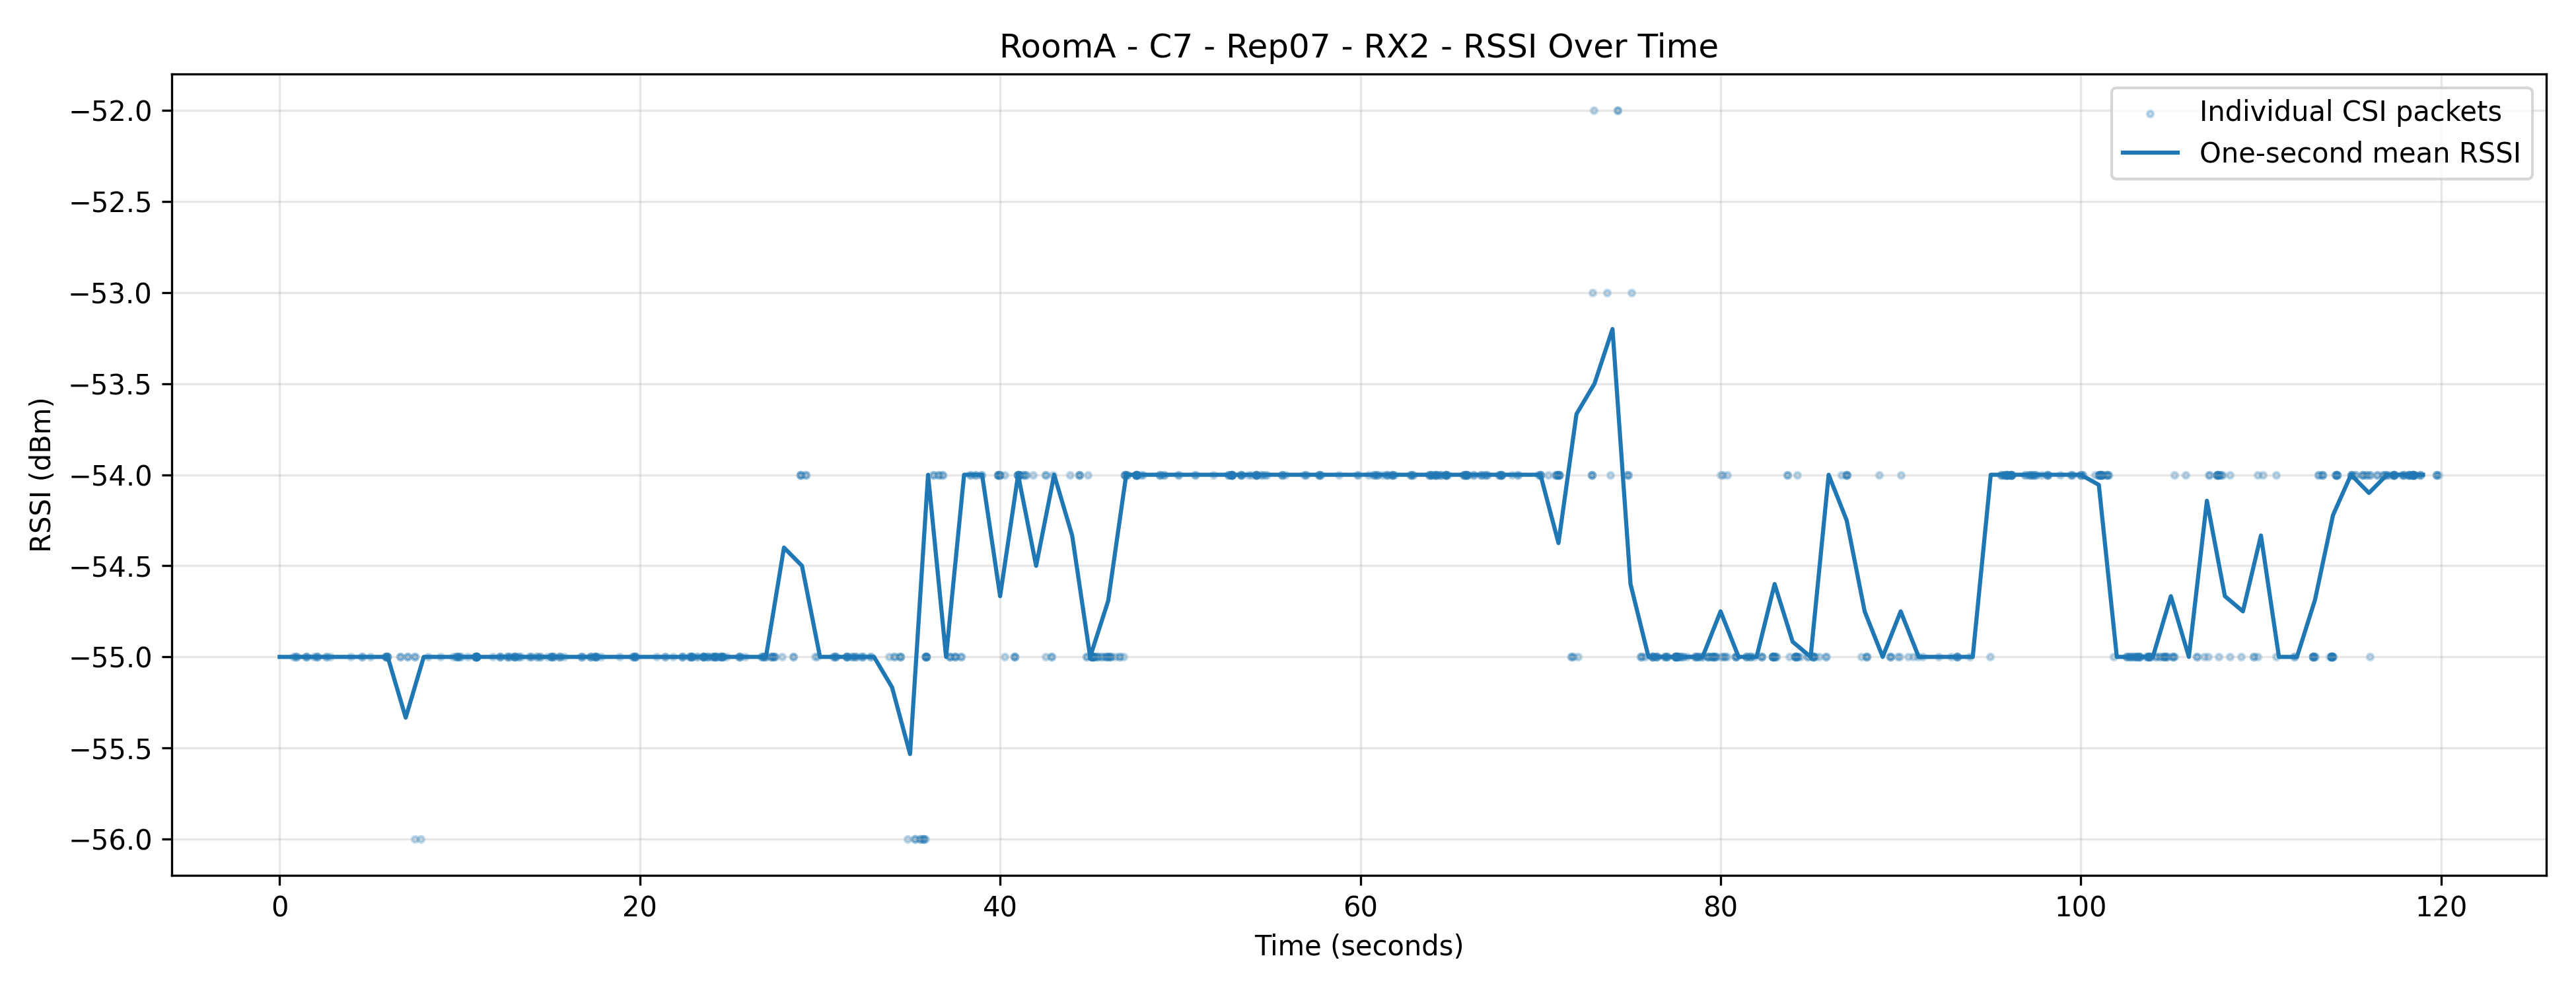 RoomA - C7 - Rep07 - RX2 - RSSI Over Time
Individual CSI packets
One-second mean RSSI
RSSI (dBm)
−52.0
−52.5
−53.0
−53.5
−54.0
−54.5
−55.0
−55.5
−56.0
0 20 40 60 80 100 120
Time (seconds)